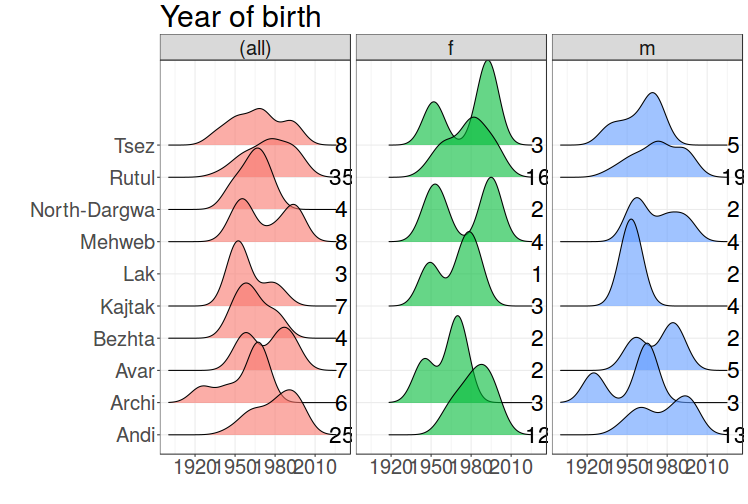 Year of birth
(all) f m
Tsez 8 3 5
Rutul 35 16 19
North-Dargwa 4 2 2
Mehweb 8 4 4
Lak 3 1 2
Kajtak 7 3 4
Bezhta 4 2 2
Avar 7 2 5
Archi 6 3 3
Andi 25 12 13
1920 1950 1980 2010 1920 1950 1980 2010 1920 1950 1980 2010